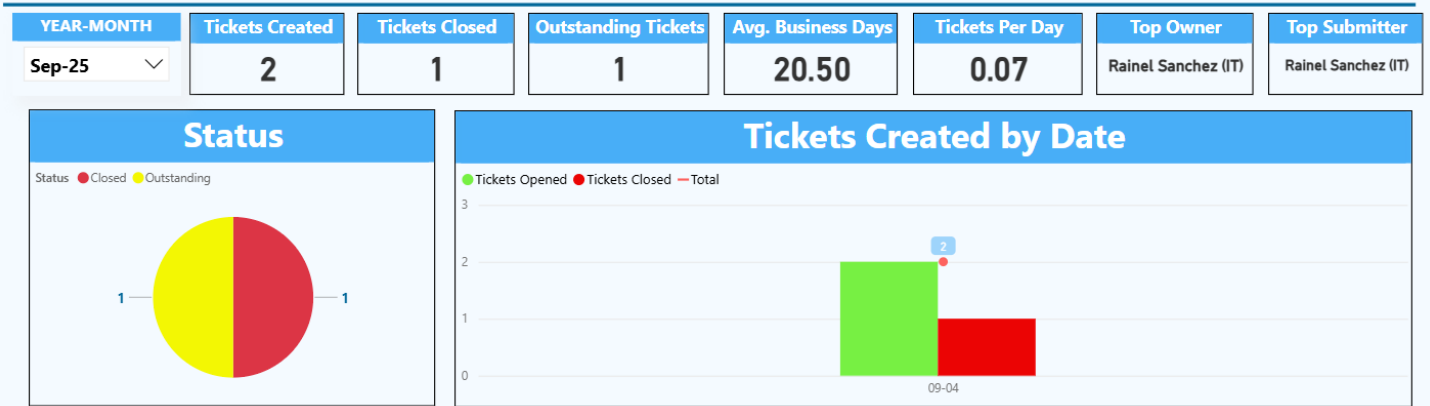 YEAR-MONTH
Sep-25
Tickets Created
2
Tickets Closed
1
Outstanding Tickets
1
Avg. Business Days
20.50
Tickets Per Day
0.07
Top Owner
Rainel Sanchez (IT)
Top Submitter
Rainel Sanchez (IT)
Status
Status Closed Outstanding
1 1
Tickets Created by Date
Tickets Opened Tickets Closed Total
3
2
2
1
0
09-04